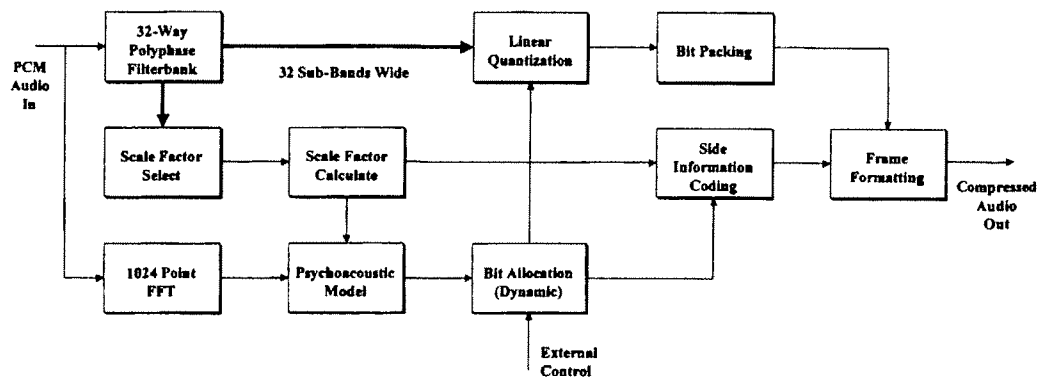 32-Way
Polyphase
Filterbank
PCM
Audio
In
32 Sub-Bands Wide
Linear
Quantization
Bit Packing
Scale Factor
Select
Scale Factor
Calculate
Side
Information
Coding
Frame
Formatting
Compressed
Audio
Out
1024 Point
FFT
Psychoacoustic
Model
Bit Allocation
(Dynamic)
External
Control